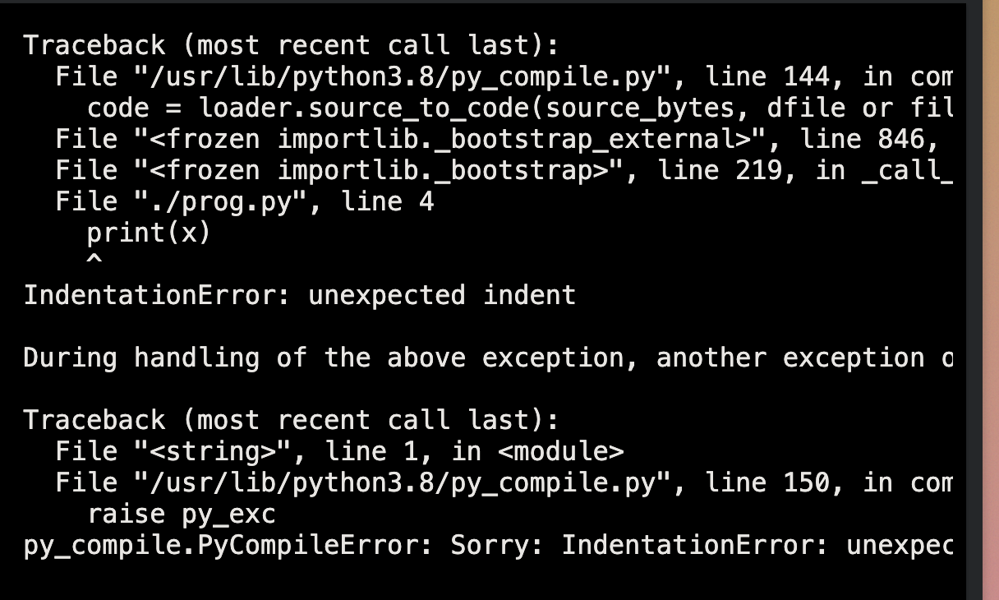 Traceback (most recent call last):
  File "/usr/lib/python3.8/py_compile.py", line 144, in com
    code = loader.source_to_code(source_bytes, dfile or fil
  File "<frozen importlib._bootstrap_external>", line 846,
  File "<frozen importlib._bootstrap>", line 219, in _call_
  File "./prog.py", line 4
    print(x)
    ^
IndentationError: unexpected indent

During handling of the above exception, another exception o

Traceback (most recent call last):
  File "<string>", line 1, in <module>
  File "/usr/lib/python3.8/py_compile.py", line 150, in com
    raise py_exc
py_compile.PyCompileError: Sorry: IndentationError: unexpec